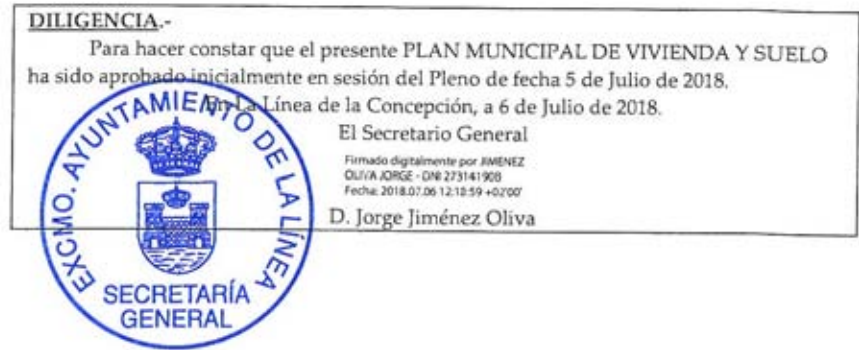 DILIGENCIA.-
Para hacer constar que el presente PLAN MUNICIPAL DE VIVIENDA Y SUELO
ha sido aprobado inicialmente en sesión del Pleno de fecha 5 de Julio de 2018.
En La Línea de la Concepción, a 6 de Julio de 2018.
El Secretario General
Firmado digitalmente por JIMENEZ
OLIVA JORGE - DNI 27314190B
Fecha: 2018.07.06 12:10:59 +02'00'
D. Jorge Jiménez Oliva
EXCMO. AYUNTAMIENTO DE LA LÍNEA
SECRETARÍA
GENERAL